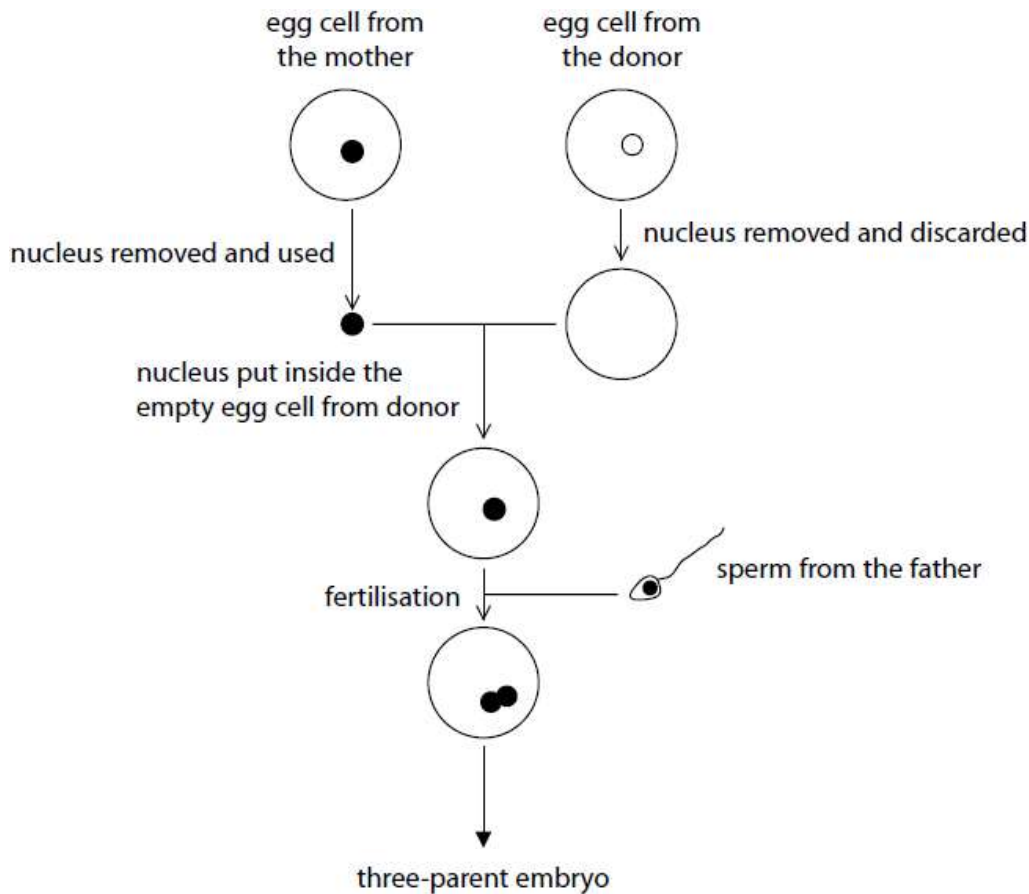 egg cell from
the mother
egg cell from
the donor
nucleus removed and used
nucleus removed and discarded
nucleus put inside the
empty egg cell from donor
sperm from the father
fertilisation
three-parent embryo